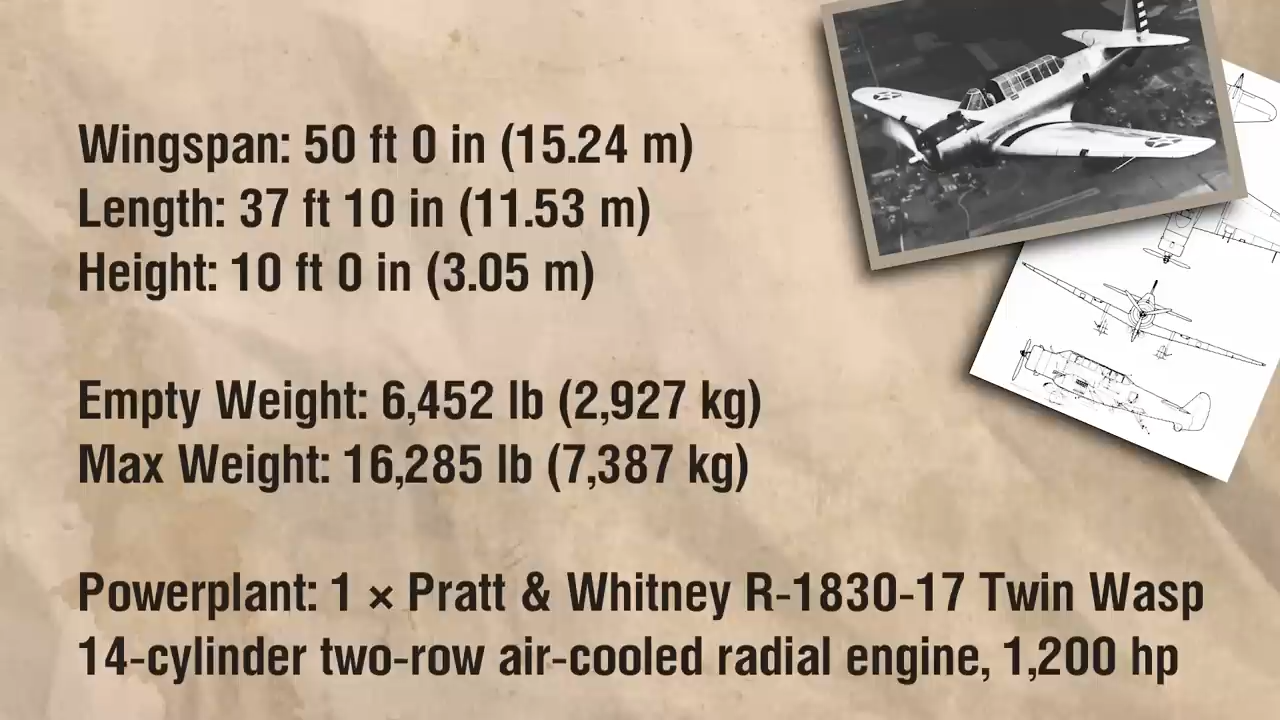 Wingspan: 50 ft 0 in (15.24 m)
Length: 37 ft 10 in (11.53 m)
Height: 10 ft 0 in (3.05 m)
Empty Weight: 6,452 lb (2,927 kg)
Max Weight: 16,285 lb (7,387 kg)
Powerplant: 1 × Pratt & Whitney R-1830-17 Twin Wasp
14-cylinder two-row air-cooled radial engine, 1,200 hp